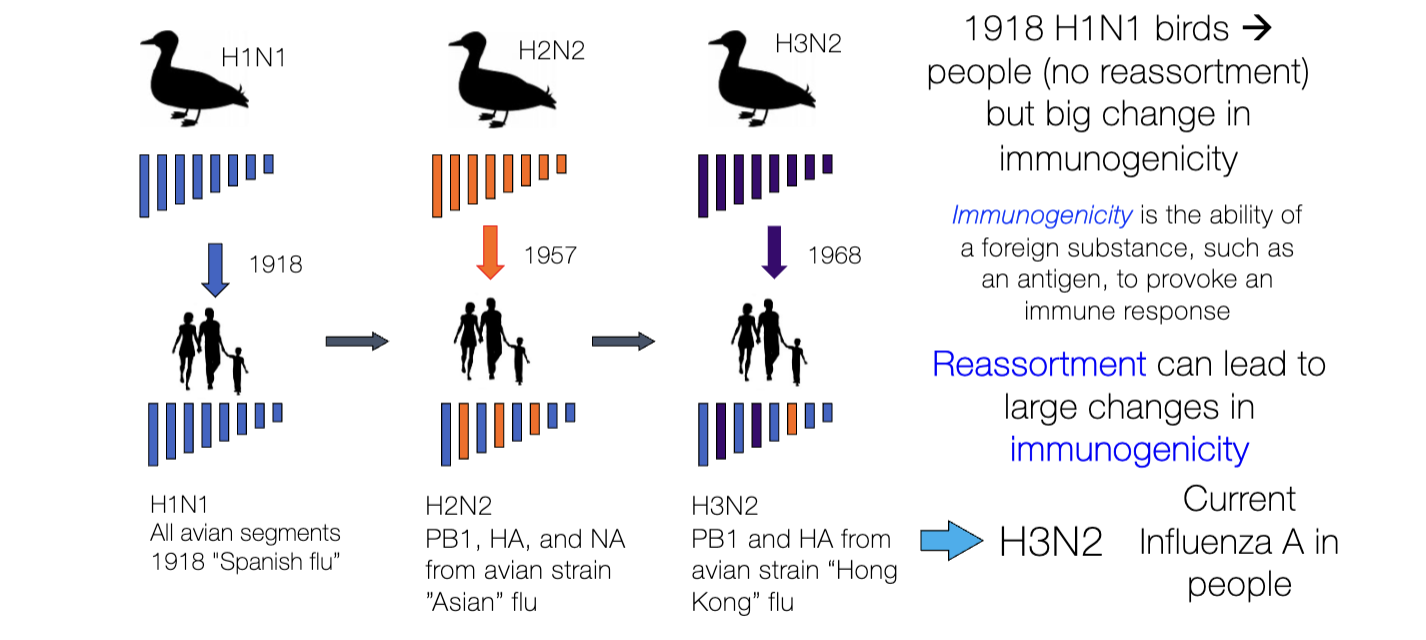 H1N1
H2N2
H3N2
1918
1957
1968
H1N1
All avian segments
1918 "Spanish flu"
H2N2
PB1, HA, and NA
from avian strain
"Asian" flu
H3N2
PB1 and HA from
avian strain “Hong
Kong” flu
1918 H1N1 birds →
people (no reassortment)
but big change in
immunogenicity
Immunogenicity is the ability of
a foreign substance, such as
an antigen, to provoke an
immune response
Reassortment can lead to
large changes in
immunogenicity
H3N2
Current
Influenza A in
people